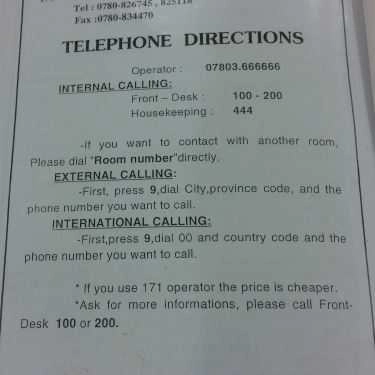 Tel : 0780-826745 , 825118
Fax :0780-834470
TELEPHONE DIRECTIONS
Operator : 07803.666666
INTERNAL CALLING:
Front – Desk : 100 - 200
Housekeeping : 444
-If you want to contact with another room,
Please dial "Room number"directly.
EXTERNAL CALLING:
-First, press 9,dial City,province code, and the
phone number you want to call.
INTERNATIONAL CALLING:
-First,press 9,dial 00 and country code and the
phone number you want to call.
* If you use 171 operator the price is cheaper.
*Ask for more informations, please call Front-
Desk 100 or 200.